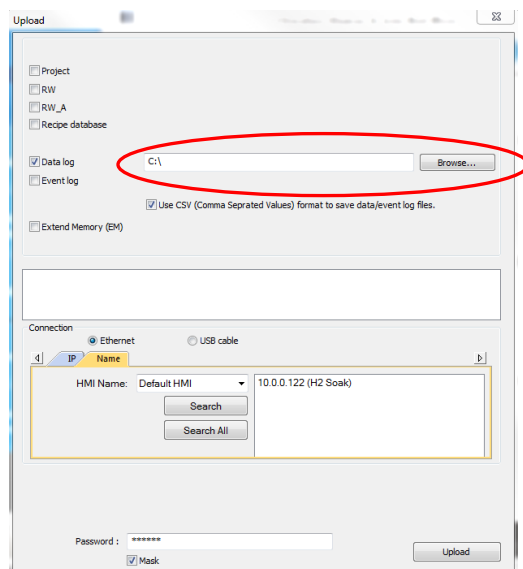 Upload
Project
RW
RW_A
Recipe database
Data log C:\ Browse...
Event log
Use CSV (Comma Seprated Values) format to save data/event log files.
Extend Memory (EM)
Connection
Ethernet USB cable
IP Name
HMI Name: Default HMI 10.0.0.122 (H2 Soak)
Search
Search All
Password : ******
Mask
Upload